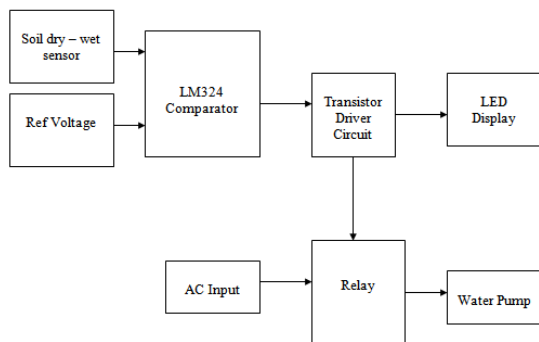 Soil dry – wet
sensor
Ref Voltage
LM324
Comparator
Transistor
Driver
Circuit
LED
Display
AC Input
Relay
Water Pump